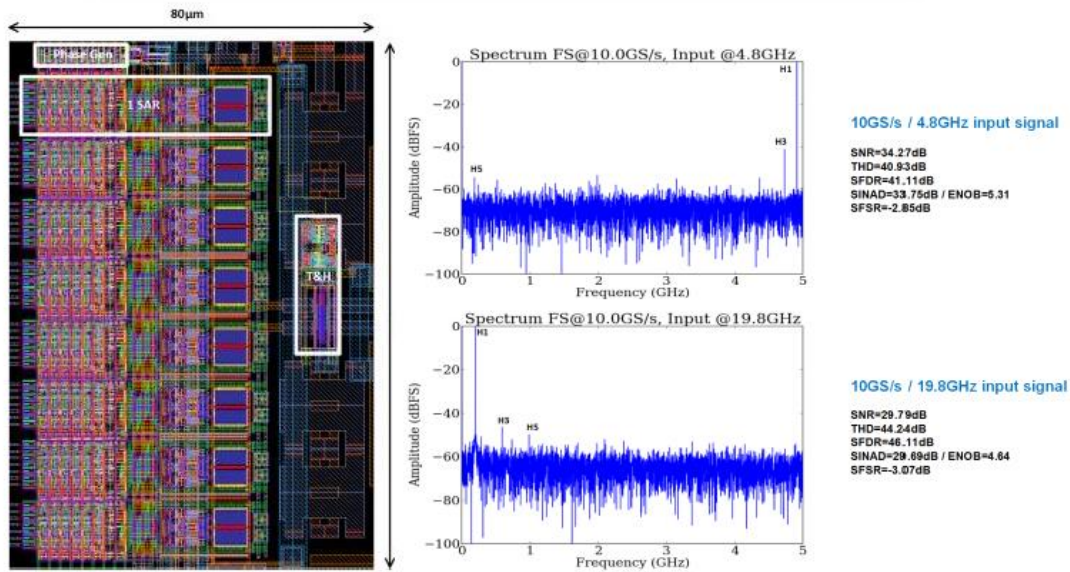 80µm
Phase Gen
1 SAR
T&H
Spectrum FS@10.0GS/s, Input @4.8GHz
Amplitude (dBFS)
0
−20
−40
−60
−80
−100
H1
H3
H5
0 1 2 3 4 5
Frequency (GHz)
10GS/s / 4.8GHz input signal
SNR=34.27dB
THD=40.93dB
SFDR=41.11dB
SINAD=33.75dB / ENOB=5.31
SFSR=-2.85dB
Spectrum FS@10.0GS/s, Input @19.8GHz
Amplitude (dBFS)
0
−20
−40
−60
−80
−100
H1
H3
H5
0 1 2 3 4 5
Frequency (GHz)
10GS/s / 19.8GHz input signal
SNR=29.79dB
THD=44.24dB
SFDR=46.11dB
SINAD=29.69dB / ENOB=4.64
SFSR=-3.07dB